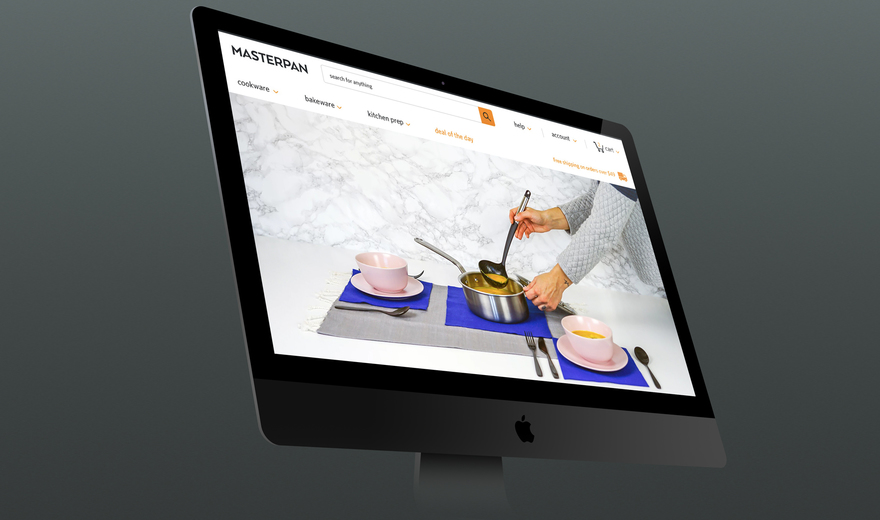 MASTERPAN
search for anything
cookware
bakeware
kitchen prep
deal of the day
help
account
cart
free shipping on orders over $49